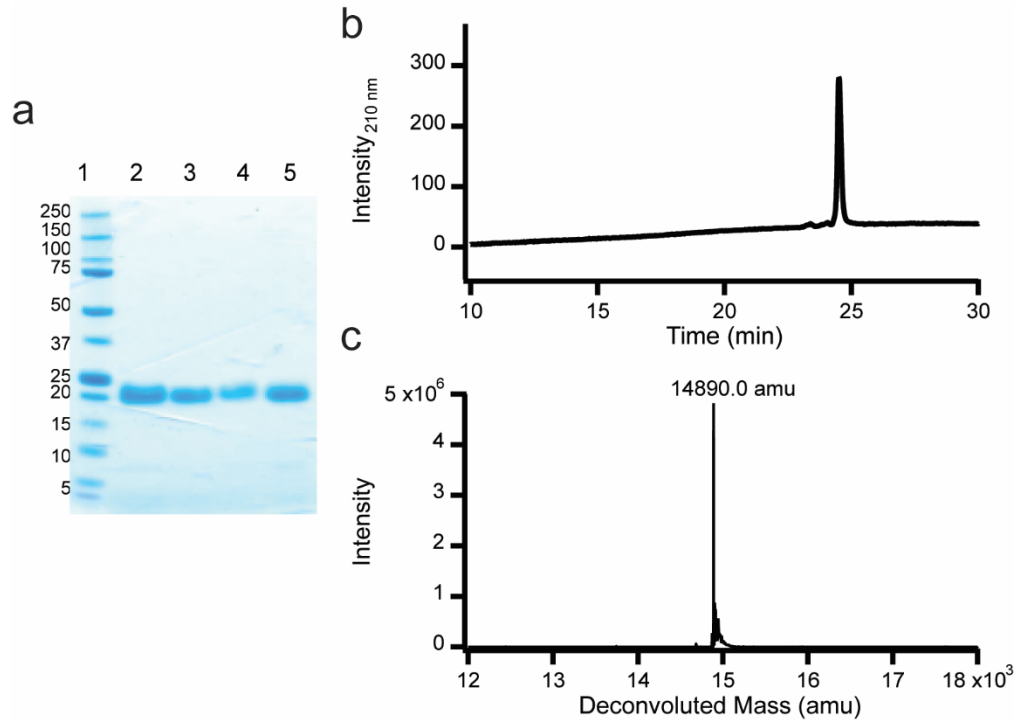 a
1 2 3 4 5
250
150
100
75
50
37
25
20
15
10
5
b
300
200
100
0
Intensity210 nm
10 15 20 25 30
Time (min)
c
14890.0 amu
5 x10^6
4
3
2
1
0
Intensity
12 13 14 15 16 17 18 x10^3
Deconvoluted Mass (amu)